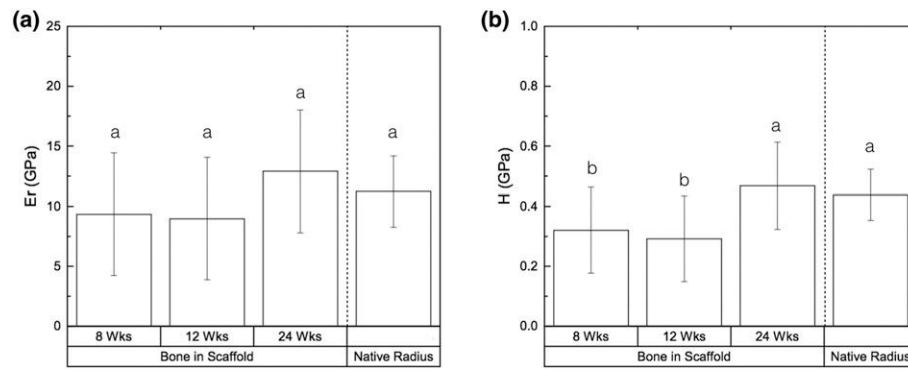 (a)
25
20
15
10
5
0
Er (GPa)
a
a
a
a
8 Wks 12 Wks 24 Wks
Bone in Scaffold Native Radius
(b)
1.0
0.8
0.6
0.4
0.2
0.0
H (GPa)
b
b
a
a
8 Wks 12 Wks 24 Wks
Bone in Scaffold Native Radius